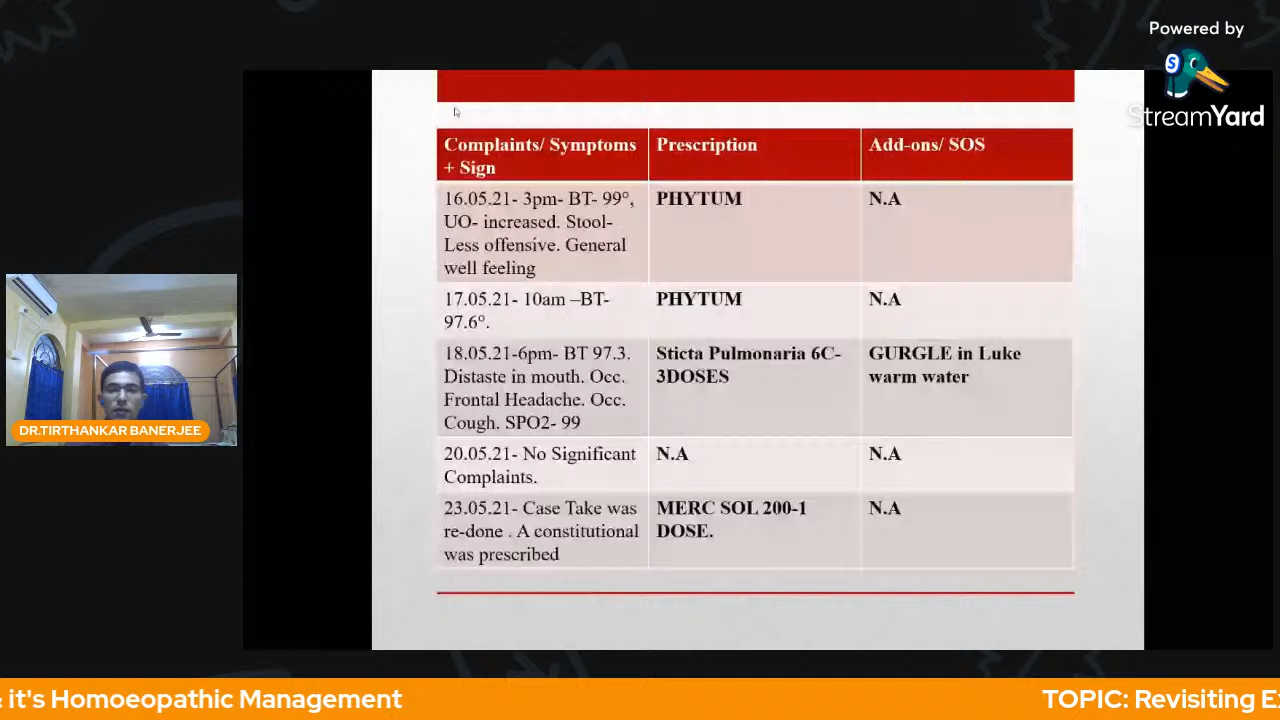 Powered by
StreamYard
Complaints/ Symptoms
+ Sign
Prescription
Add-ons/ SOS
16.05.21- 3pm- BT- 99°,
UO- increased. Stool-
Less offensive. General
well feeling
PHYTUM
N.A
17.05.21- 10am –BT-
97.6°.
PHYTUM
N.A
18.05.21-6pm- BT 97.3.
Distaste in mouth. Occ.
Frontal Headache. Occ.
Cough. SPO2- 99
Sticta Pulmonaria 6C-
3DOSES
GURGLE in Luke
warm water
20.05.21- No Significant
Complaints.
N.A
N.A
23.05.21- Case Take was
re-done . A constitutional
was prescribed
MERC SOL 200-1
DOSE.
N.A
DR.TIRTHANKAR BANERJEE
it's Homoeopathic Management
TOPIC: Revisiting